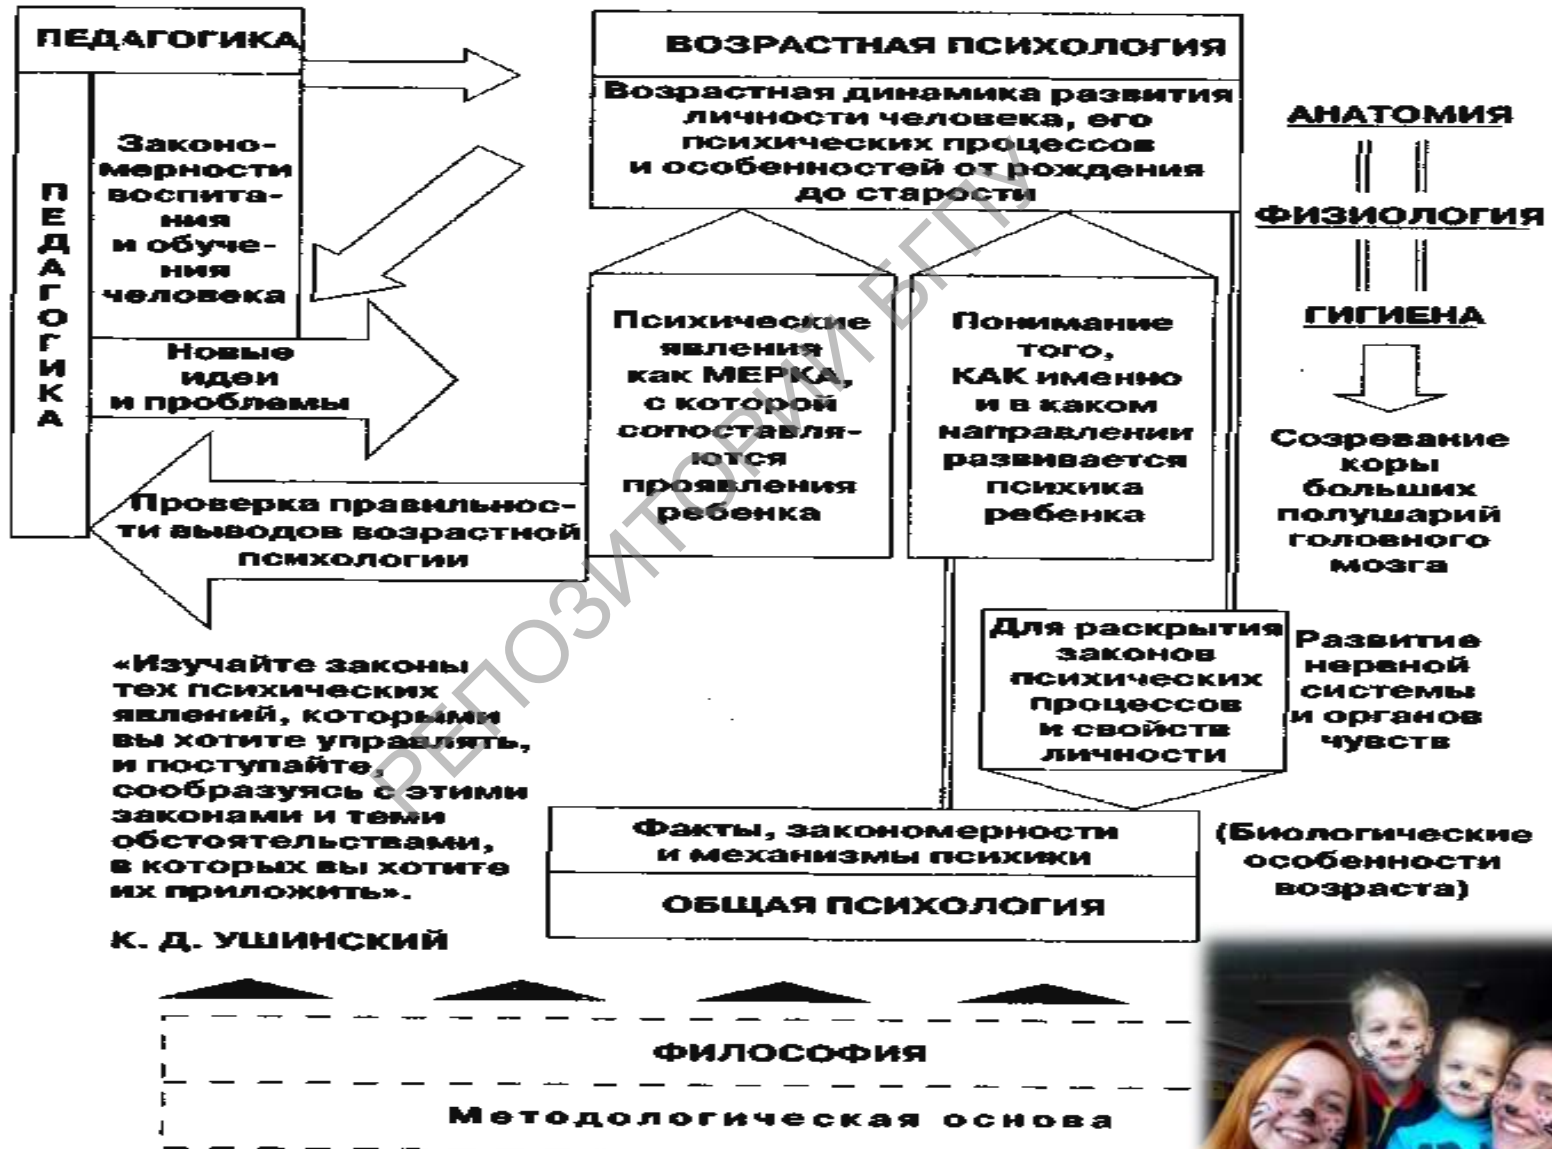 ПЕДАГОГИКА
ПЕДАГОГИКА
Законо-
мерности
воспита-
ния
и обуче-
ния
человека
Новые
идеи
и проблемы
Проверка правильнос-
ти выводов возрастной
психологии
ВОЗРАСТНАЯ ПСИХОЛОГИЯ
Возрастная динамика развития
личности человека, его
психических процессов
и особенностей от рождения
до старости
Психические
явления
как МЕРКА,
с которой
сопоставля-
ются
проявления
ребенка
Понимание
того,
КАК именно
и в каком
направлении
развивается
психика
ребенка
АНАТОМИЯ
ФИЗИОЛОГИЯ
ГИГИЕНА
Созревание
коры
больших
полушарий
головного
мозга
Развитие
нервной
системы
и органов
чувств
(Биологические
особенности
возраста)
Для раскрытия
законов
психических
процессов
и свойств
личности
Факты, закономерности
и механизмы психики
ОБЩАЯ ПСИХОЛОГИЯ
«Изучайте законы
тех психических
явлений, которыми
вы хотите управлять,
и поступайте,
сообразуясь с этими
законами и теми
обстоятельствами,
в которых вы хотите
их приложить».
К. Д. УШИНСКИЙ
ФИЛОСОФИЯ
Методологическая основа
РЕПОЗИТОРИЙ БГПУ